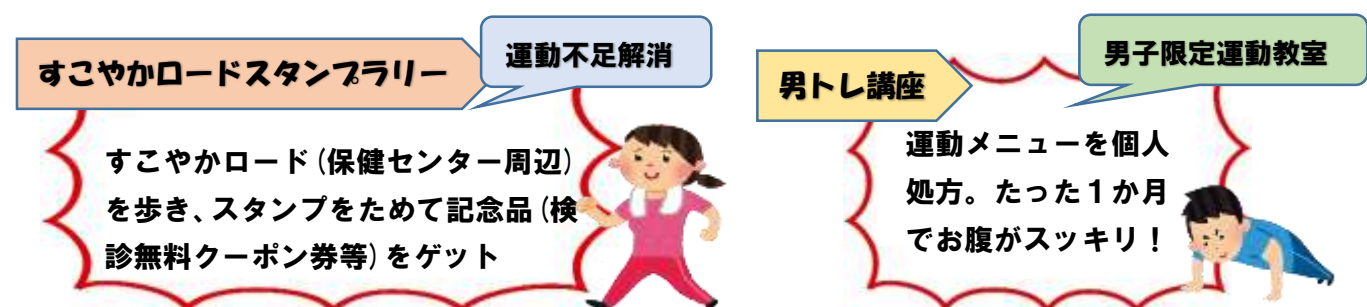 すこやかロードスタンプラリー
運動不足解消
すこやかロード(保健センター周辺)
を歩き、スタンプをためて記念品(検
診無料クーポン券等)をゲット
男トレ講座
男子限定運動教室
運動メニューを個人
処方。たった1か月
でお腹がスッキリ!